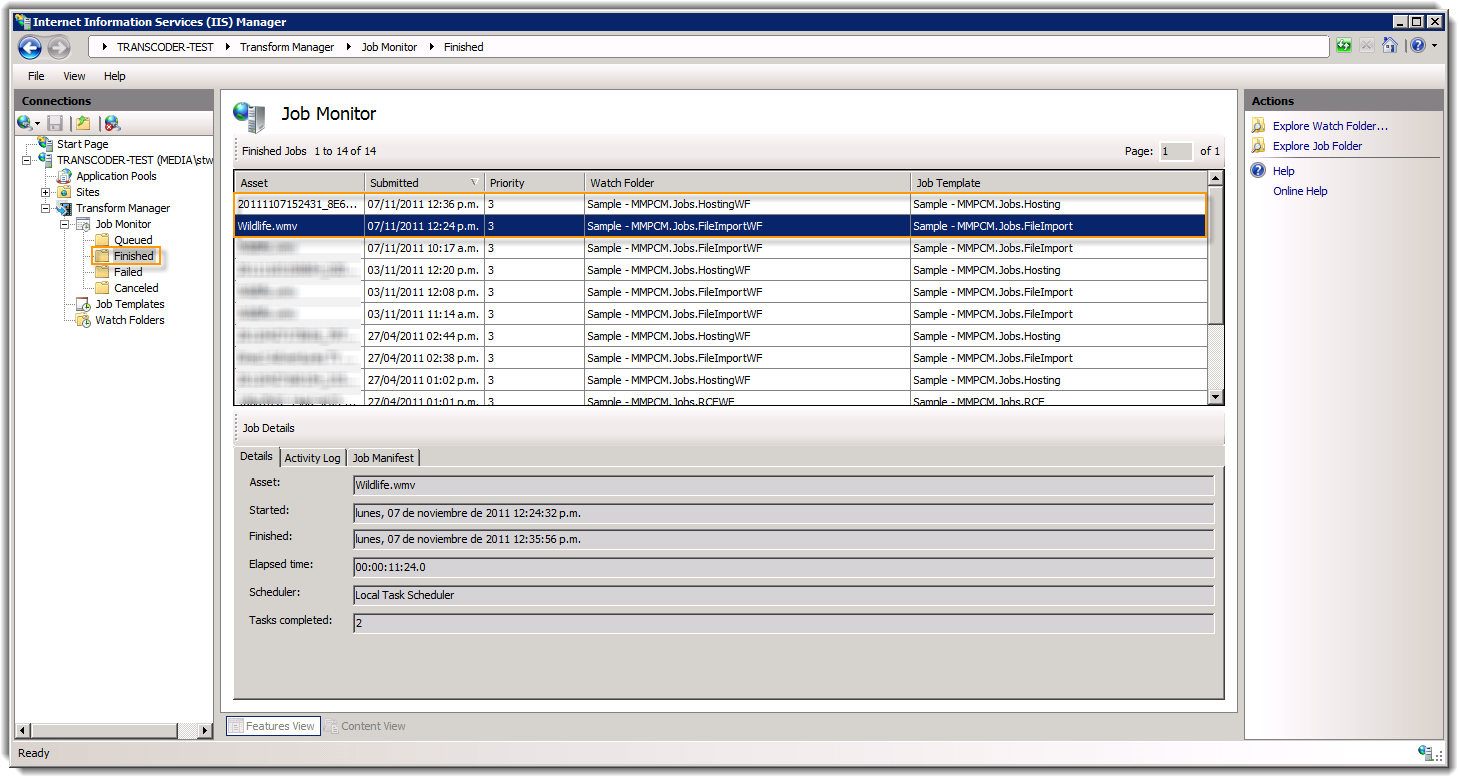 Internet Information Services (IIS) Manager
TRANSCODER-TEST Transform Manager Job Monitor Finished
File View Help
Connections
Start Page
TRANSCODER-TEST (MEDIA\stw
Application Pools
Sites
Transform Manager
Job Monitor
Queued
Finished
Failed
Canceled
Job Templates
Watch Folders
Job Monitor
Finished Jobs 1 to 14 of 14 Page: 1 of 1
Asset Submitted Priority Watch Folder Job Template
20111107152431_8E6... 07/11/2011 12:36 p.m. 3 Sample - MMPCM.Jobs.HostingWF Sample - MMPCM.Jobs.Hosting
Wildlife.wmv 07/11/2011 12:24 p.m. 3 Sample - MMPCM.Jobs.FileImportWF Sample - MMPCM.Jobs.FileImport
07/11/2011 10:17 a.m. 3 Sample - MMPCM.Jobs.FileImportWF Sample - MMPCM.Jobs.FileImport
03/11/2011 12:20 p.m. 3 Sample - MMPCM.Jobs.HostingWF Sample - MMPCM.Jobs.Hosting
03/11/2011 12:08 p.m. 3 Sample - MMPCM.Jobs.FileImportWF Sample - MMPCM.Jobs.FileImport
03/11/2011 11:14 a.m. 3 Sample - MMPCM.Jobs.FileImportWF Sample - MMPCM.Jobs.FileImport
27/04/2011 02:44 p.m. 3 Sample - MMPCM.Jobs.HostingWF Sample - MMPCM.Jobs.Hosting
27/04/2011 02:38 p.m. 3 Sample - MMPCM.Jobs.FileImportWF Sample - MMPCM.Jobs.FileImport
27/04/2011 01:02 p.m. 3 Sample - MMPCM.Jobs.HostingWF Sample - MMPCM.Jobs.Hosting
27/04/2011 01:01 p.m. 3 Sample - MMPCM.Jobs.RCEWF Sample - MMPCM.Jobs.RCE
Job Details
Details Activity Log Job Manifest
Asset: Wildlife.wmv
Started: lunes, 07 de noviembre de 2011 12:24:32 p.m.
Finished: lunes, 07 de noviembre de 2011 12:35:56 p.m.
Elapsed time: 00:00:11:24.0
Scheduler: Local Task Scheduler
Tasks completed: 2
Features View Content View
Actions
Explore Watch Folder...
Explore Job Folder
Help
Online Help
Ready